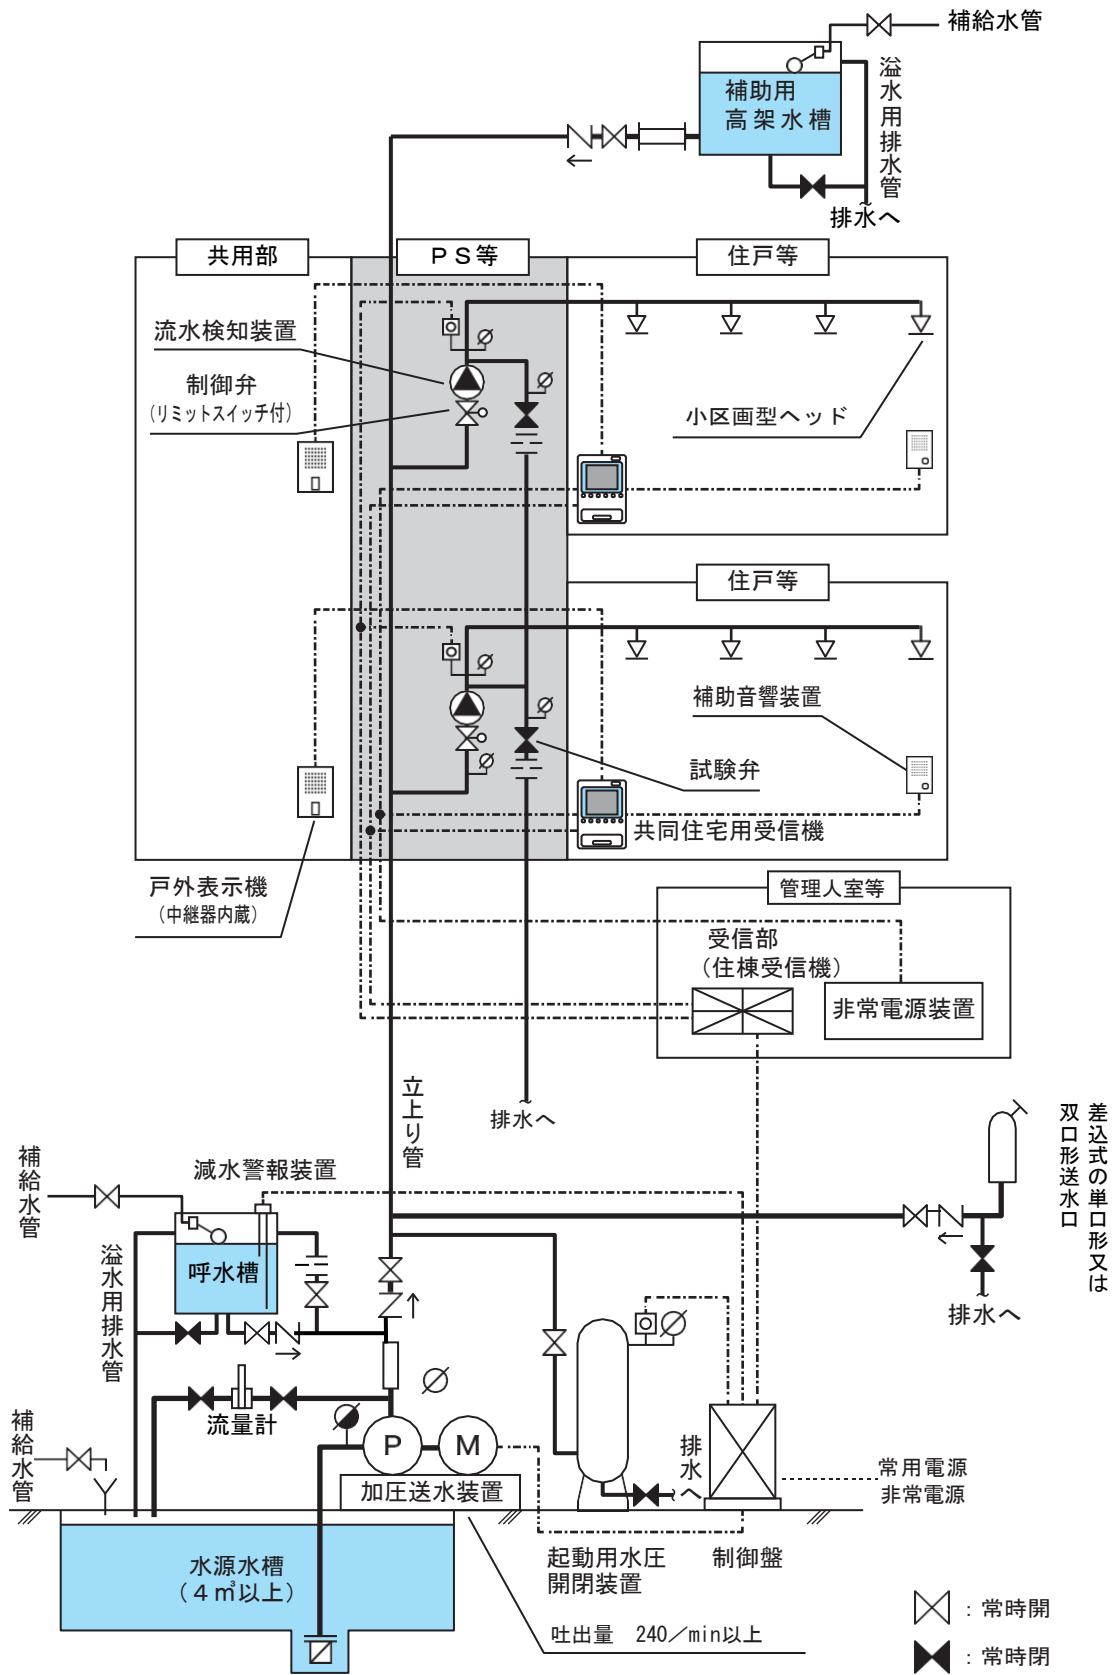 補給水管
溢水用排水管
補助用
高架水槽
排水へ
共用部
ＰＳ等
住戸等
流水検知装置
制御弁
(リミットスイッチ付)
小区画型ヘッド
住戸等
補助音響装置
試験弁
共同住宅用受信機
戸外表示機
(中継器内蔵)
管理人室等
受信部
(住棟受信機)
非常電源装置
立上り管
排水へ
差込式の単口形又は
双口形送水口
補給水管
減水警報装置
溢水用排水管
呼水槽
排水へ
流量計
補給水管
P
M
加圧送水装置
排水へ
常用電源
非常電源
水源水槽
(４㎥以上)
起動用水圧
開閉装置
制御盤
吐出量　240／min以上
：常時開
：常時閉